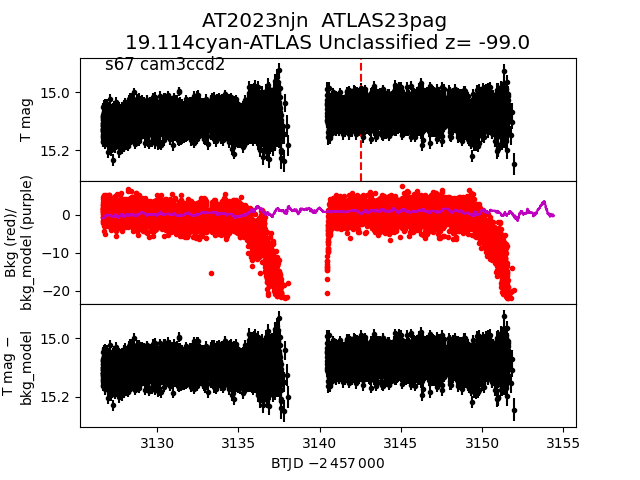 AT2023njn  ATLAS23pag
19.114cyan-ATLAS Unclassified z= -99.0
s67 cam3ccd2
T mag
15.0
15.2
Bkg (red)/
bkg_model (purple)
0
−10
−20
T mag −
bkg_model
15.0
15.2
3130 3135 3140 3145 3150 3155
BTJD −2 457 000